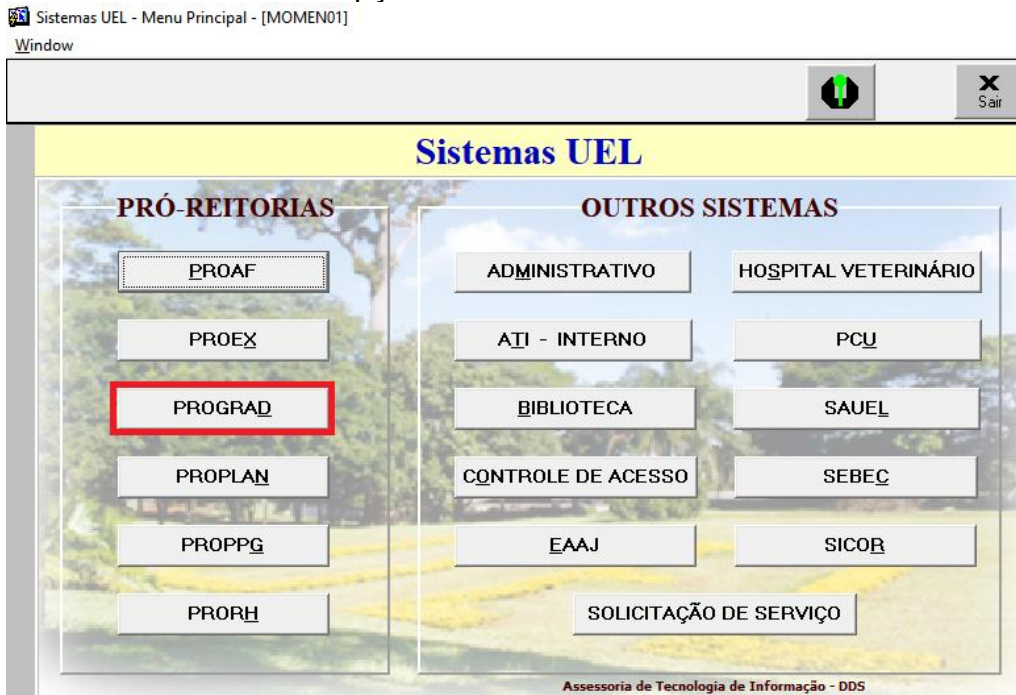 Sistemas UEL - Menu Principal - [MOMEN01]
Window
Sair
Sistemas UEL
PRÓ-REITORIAS
PROAF
PROEX
PROGRAD
PROPLAN
PROPPG
PRORH
OUTROS SISTEMAS
ADMINISTRATIVO
HOSPITAL VETERINÁRIO
ATI - INTERNO
PCU
BIBLIOTECA
SAUEL
CONTROLE DE ACESSO
SEBEC
EAAJ
SICOR
SOLICITAÇÃO DE SERVIÇO
Assessoria de Tecnologia de Informação - DDS